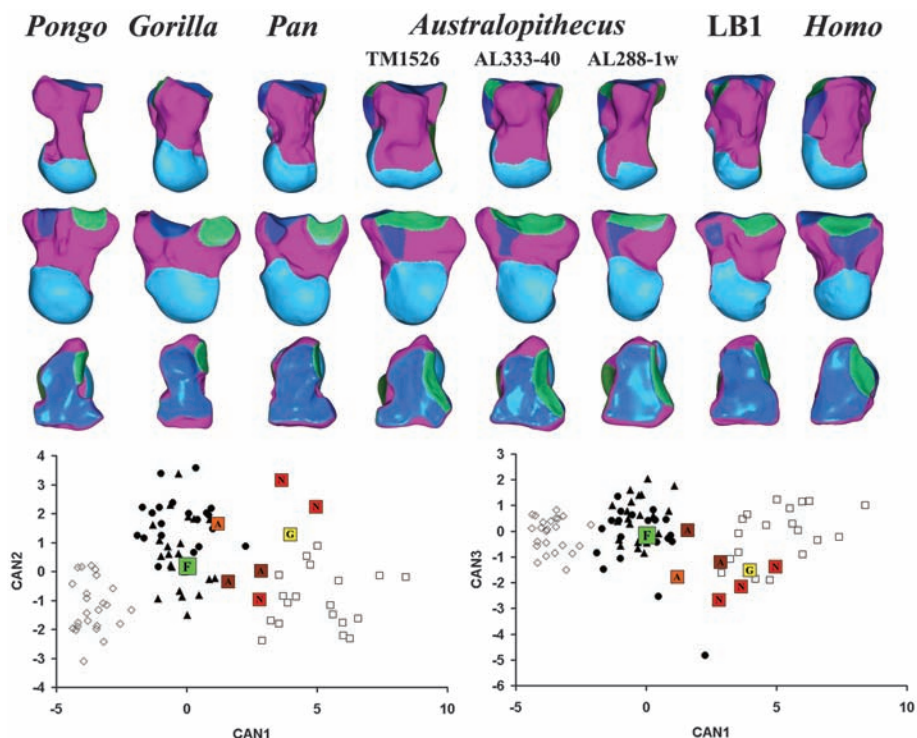 Pongo Gorilla Pan Australopithecus LB1 Homo
TM1526 AL333-40 AL288-1w
4
3
2
1
0
-1
-2
-3
-4
CAN2
N
N
A
G
F
A
A
N
-5 0 5 10
CAN1
3
2
1
0
-1
-2
-3
-4
-5
-6
CAN3
F
A
A
G
N
A
N
N
-5 0 5 10
CAN1